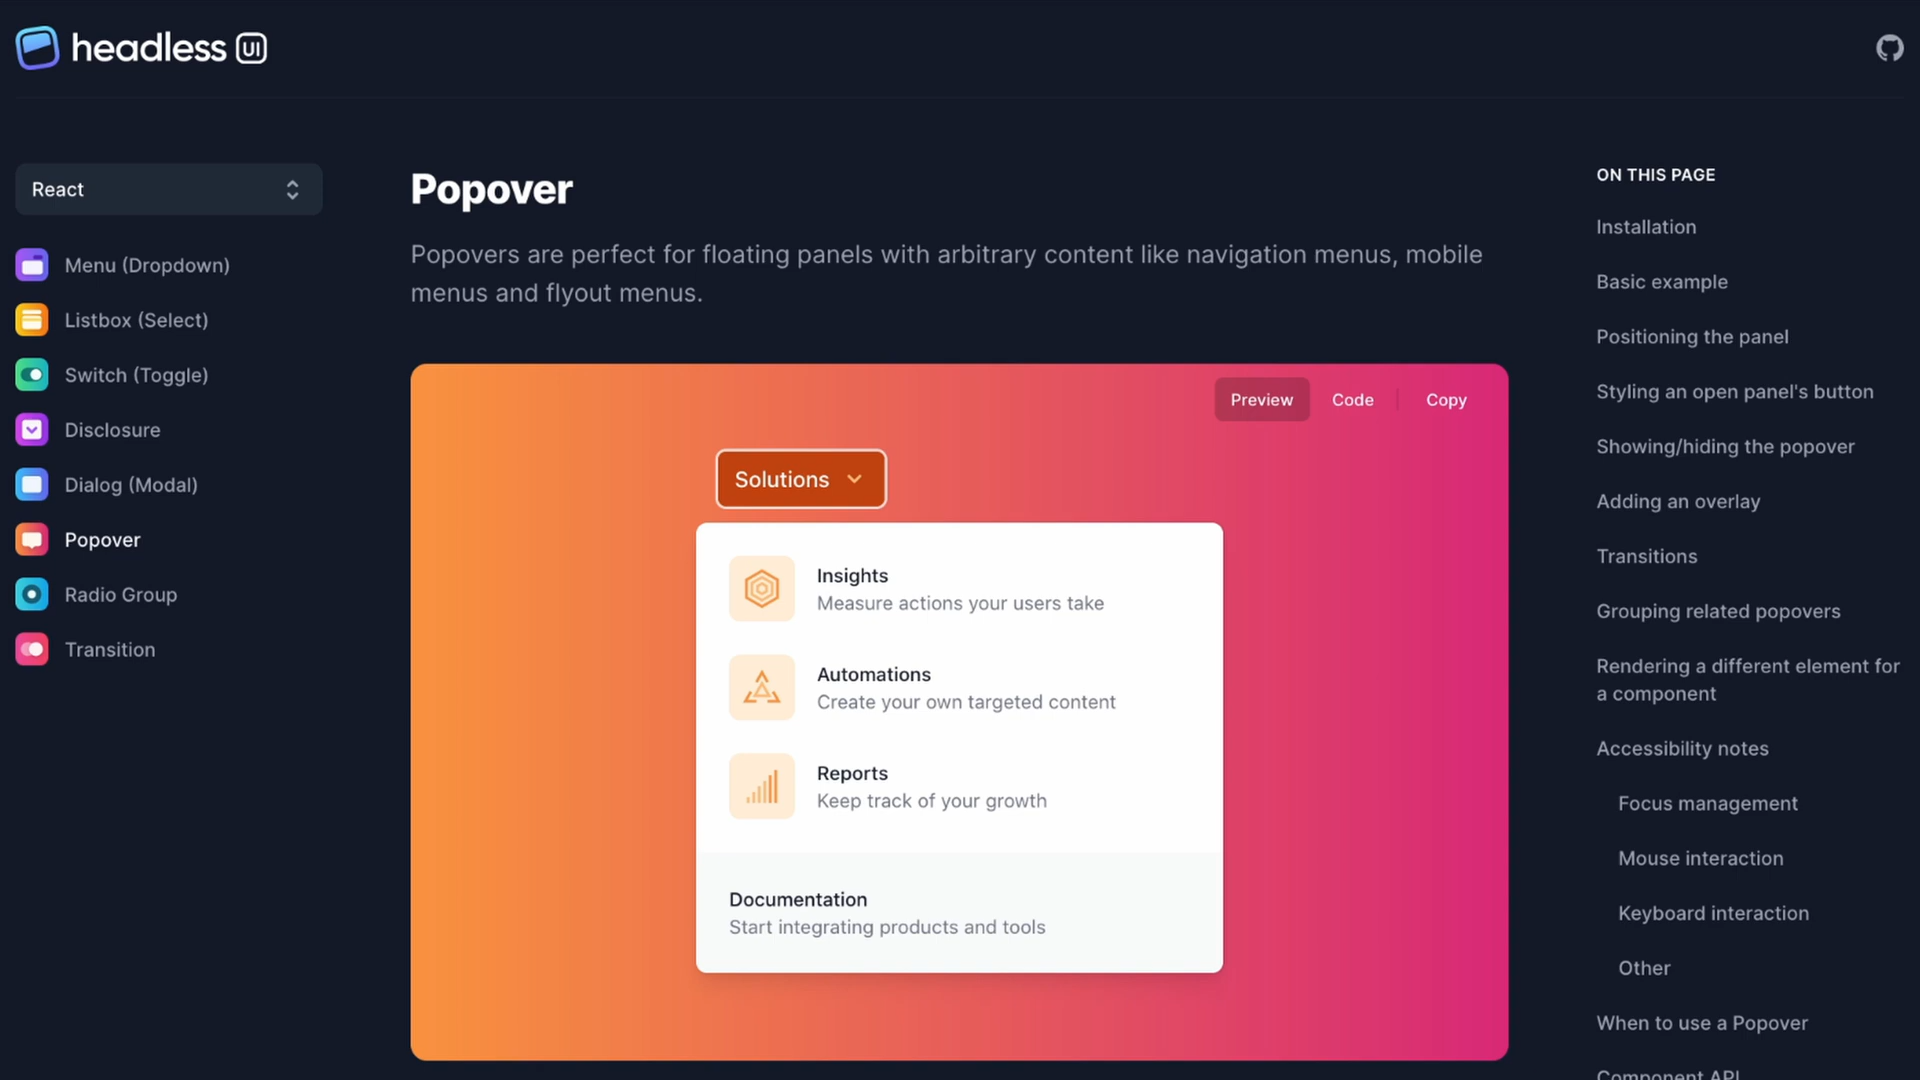 headless UI
React
Menu (Dropdown)
Listbox (Select)
Switch (Toggle)
Disclosure
Dialog (Modal)
Popover
Radio Group
Transition
Popover
Popovers are perfect for floating panels with arbitrary content like navigation menus, mobile
menus and flyout menus.
Preview
Code
Copy
Solutions
Insights
Measure actions your users take
Automations
Create your own targeted content
Reports
Keep track of your growth
Documentation
Start integrating products and tools
ON THIS PAGE
Installation
Basic example
Positioning the panel
Styling an open panel's button
Showing/hiding the popover
Adding an overlay
Transitions
Grouping related popovers
Rendering a different element for
a component
Accessibility notes
Focus management
Mouse interaction
Keyboard interaction
Other
When to use a Popover
Component API